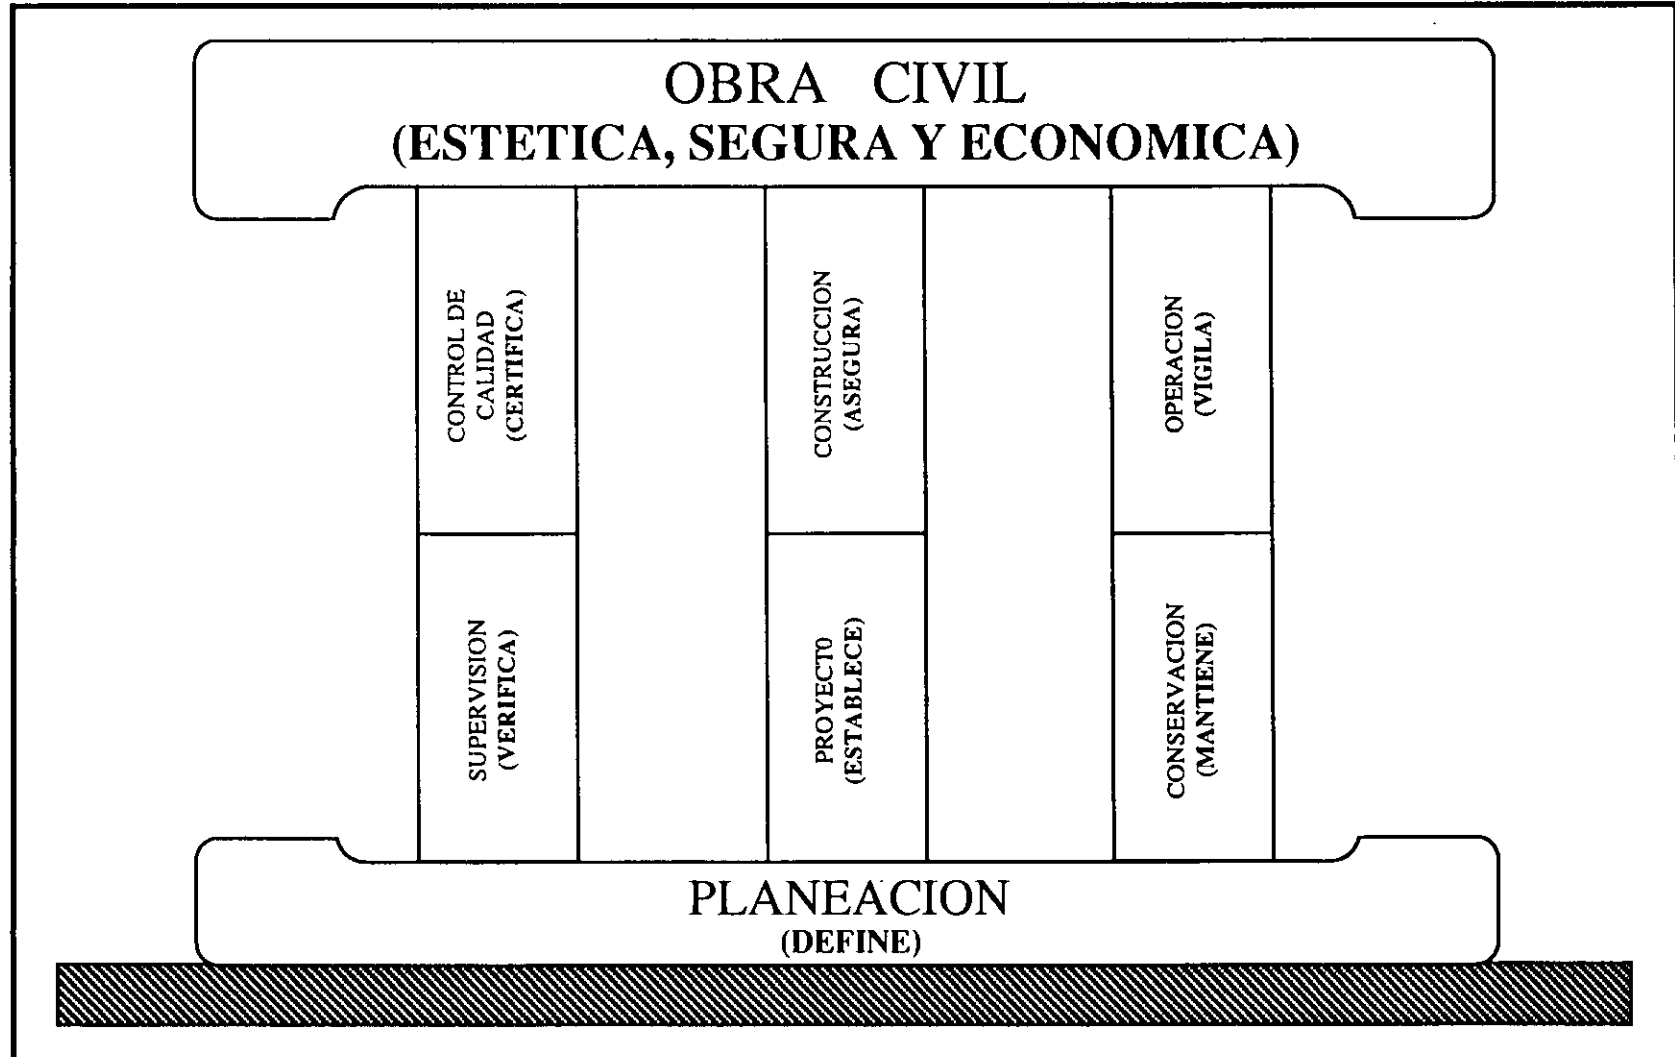 OBRA CIVIL
(ESTETICA, SEGURA Y ECONOMICA)
CONTROL DE
CALIDAD
(CERTIFICA)
CONSTRUCCION
(ASEGURA)
OPERACION
(VIGILA)
SUPERVISION
(VERIFICA)
PROYECTO
(ESTABLECE)
CONSERVACION
(MANTIENE)
PLANEACION
(DEFINE)